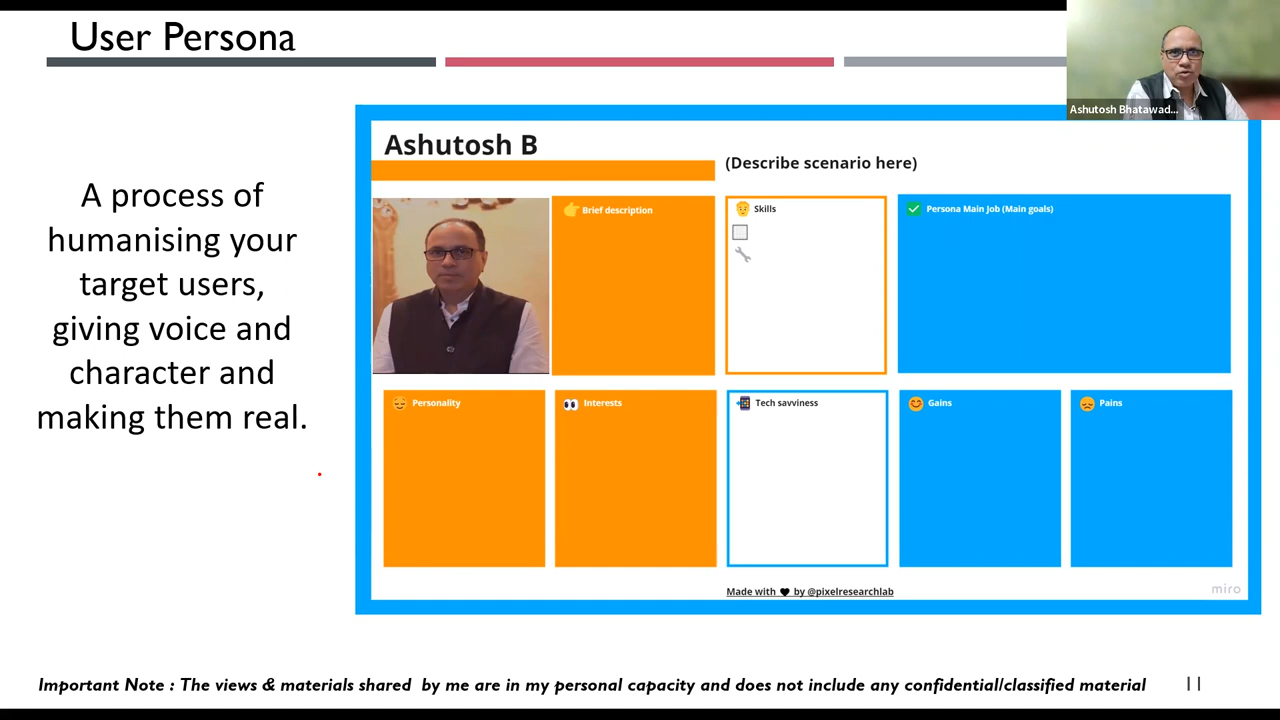 User Persona
Ashutosh Bhatawad...
A process of
humanising your
target users,
giving voice and
character and
making them real.
Ashutosh B
(Describe scenario here)
Brief description
Skills
Persona Main Job (Main goals)
Personality
Interests
Tech savviness
Gains
Pains
Made with ♥ by @pixelresearchlab
miro
Important Note : The views & materials shared by me are in my personal capacity and does not include any confidential/classified material
11